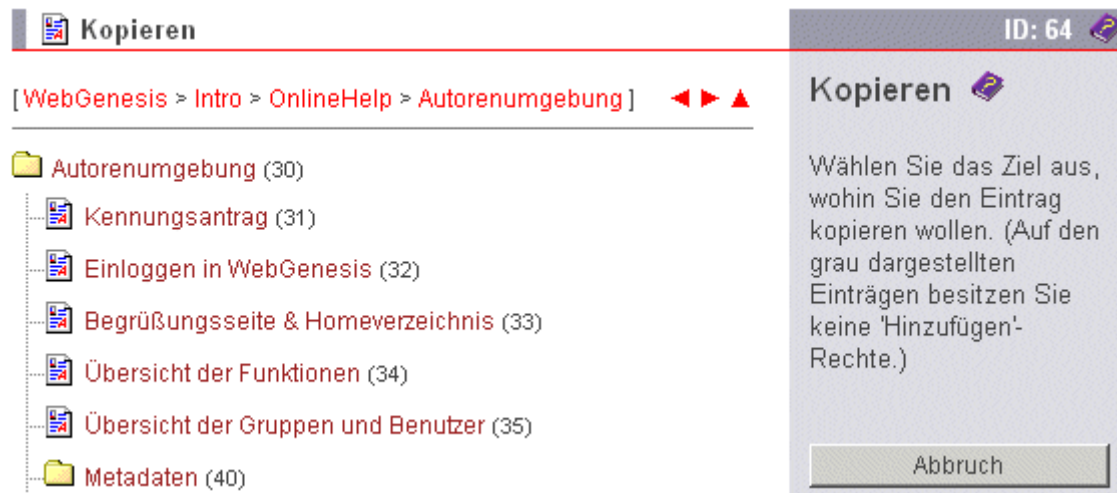 Kopieren
ID: 64
[ WebGenesis > Intro > OnlineHelp > Autorenumgebung ]
Autorenumgebung (30)
Kennungsantrag (31)
Einloggen in WebGenesis (32)
Begrüßungsseite & Homeverzeichnis (33)
Übersicht der Funktionen (34)
Übersicht der Gruppen und Benutzer (35)
Metadaten (40)
Kopieren
Wählen Sie das Ziel aus,
wohin Sie den Eintrag
kopieren wollen. (Auf den
grau dargestellten
Einträgen besitzen Sie
keine 'Hinzufügen'-
Rechte.)
Abbruch